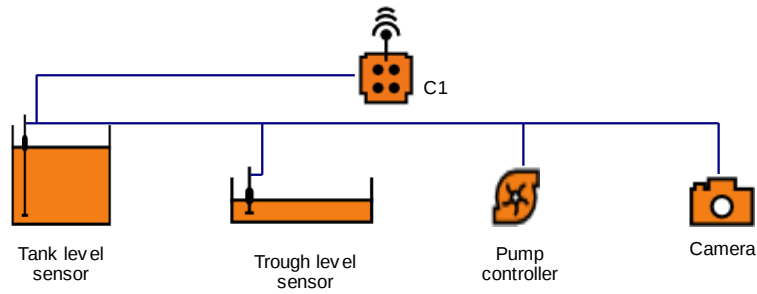 C1
Tank level
sensor
Trough level
sensor
Pump
controller
Camera